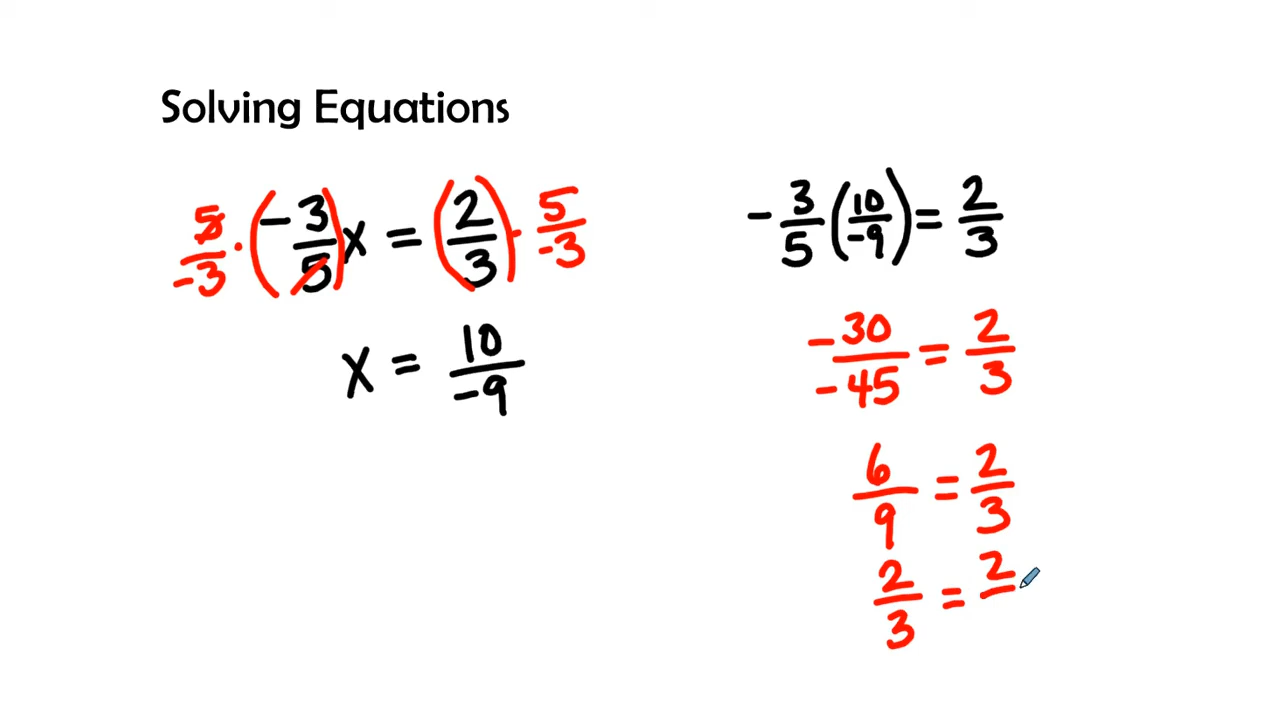 Solving Equations
5/-3 · (-3/5)x = (2/3) · 5/-3
x = 10/-9
-3/5(10/-9) = 2/3
-30/-45 = 2/3
6/9 = 2/3
2/3 = 2/